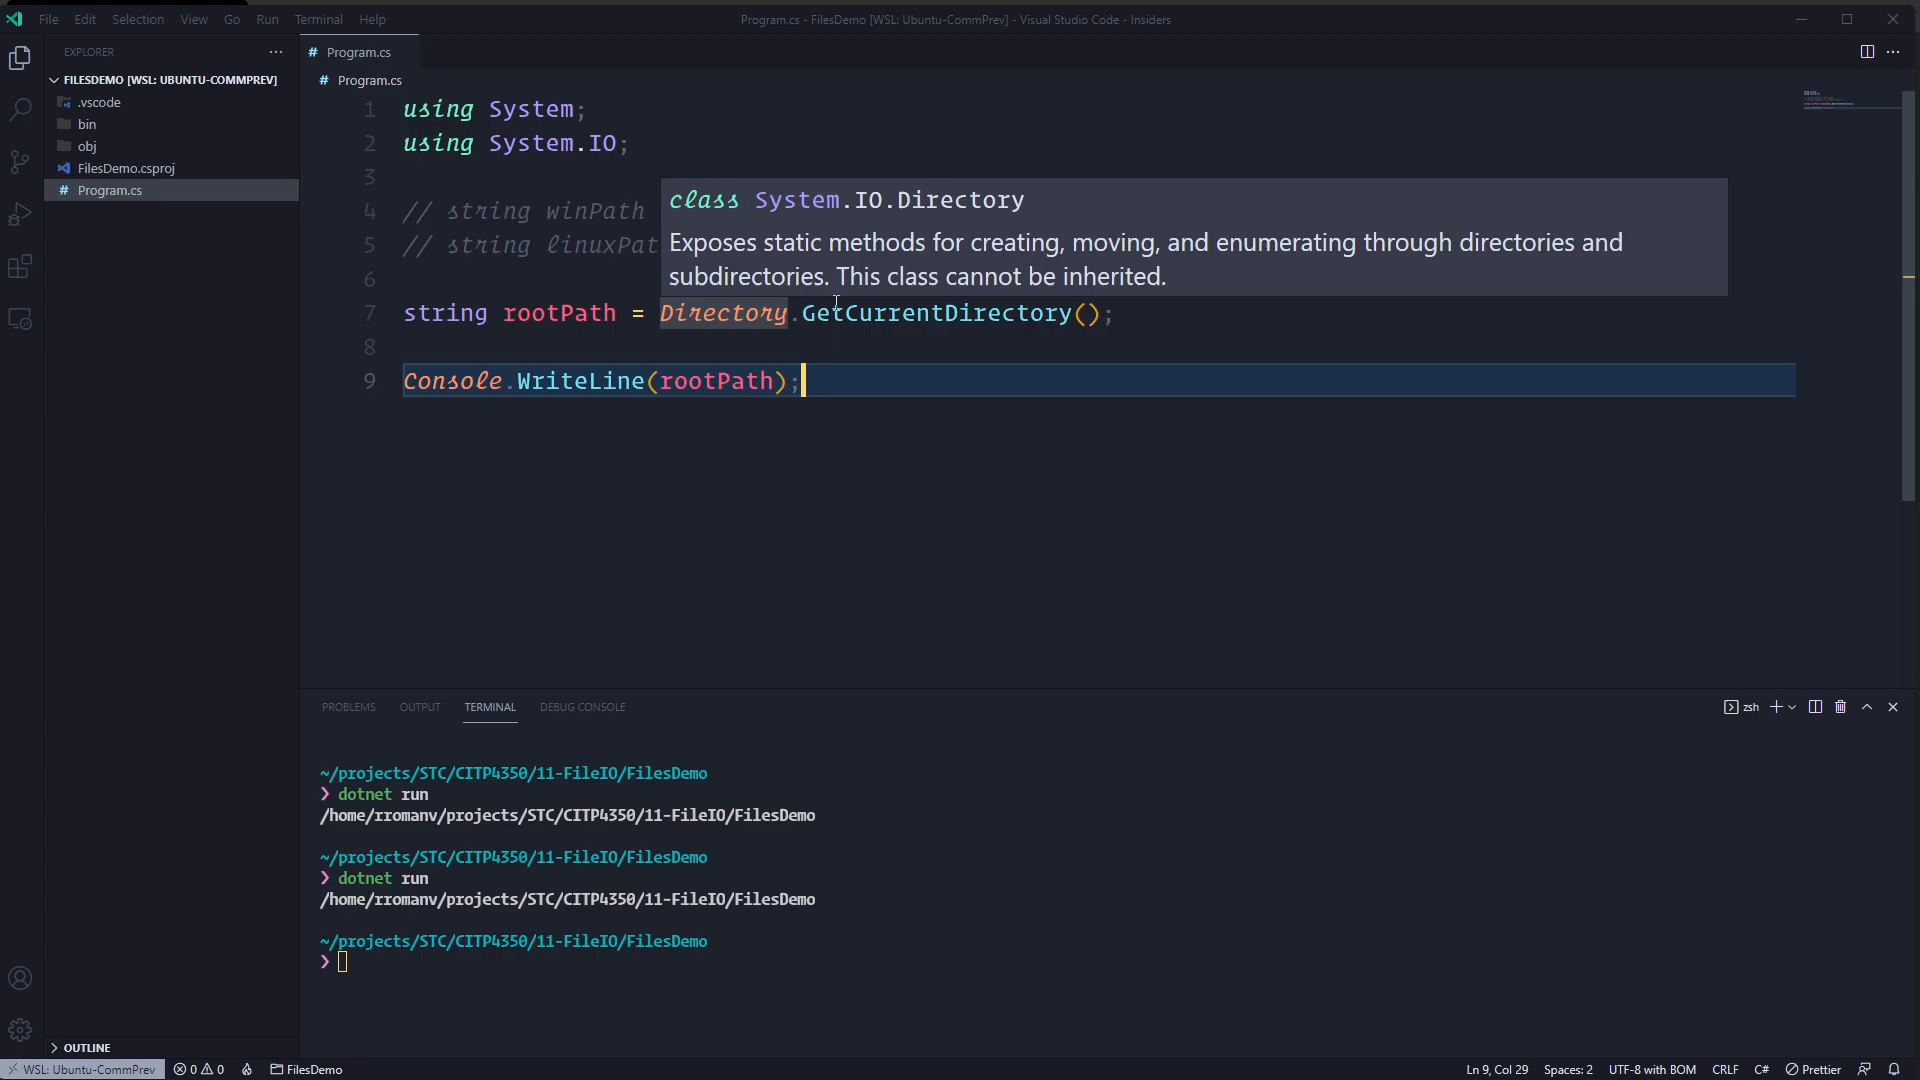 File Edit Selection View Go Run Terminal Help
Program.cs - FilesDemo [WSL: Ubuntu-CommPrev] - Visual Studio Code - Insiders
EXPLORER
FILESDEMO [WSL: UBUNTU-COMMPREV]
.vscode
bin
obj
FilesDemo.csproj
# Program.cs
OUTLINE
# Program.cs
# Program.cs
1 using System;
2 using System.IO;
3
4 // string winPath
5 // string linuxPat
6
class System.IO.Directory
Exposes static methods for creating, moving, and enumerating through directories and
subdirectories. This class cannot be inherited.
7 string rootPath = Directory.GetCurrentDirectory();
8
9 Console.WriteLine(rootPath);
PROBLEMS OUTPUT TERMINAL DEBUG CONSOLE
zsh
~/projects/STC/CITP4350/11-FileIO/FilesDemo
❯ dotnet run
/home/rromanv/projects/STC/CITP4350/11-FileIO/FilesDemo
~/projects/STC/CITP4350/11-FileIO/FilesDemo
❯ dotnet run
/home/rromanv/projects/STC/CITP4350/11-FileIO/FilesDemo
~/projects/STC/CITP4350/11-FileIO/FilesDemo
❯
WSL: Ubuntu-CommPrev 0 0 FilesDemo
Ln 9, Col 29 Spaces: 2 UTF-8 with BOM CRLF C# Prettier